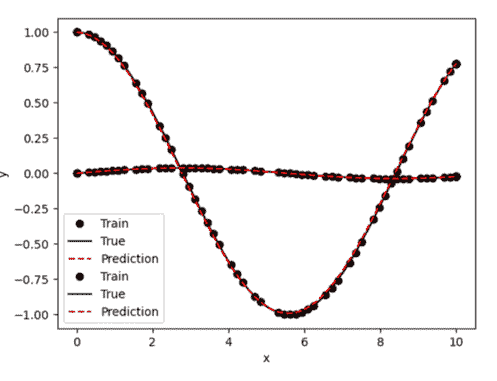 1.00
0.75
0.50
0.25
0.00
−0.25
−0.50
−0.75
−1.00
y
Train
True
Prediction
Train
True
Prediction
0 2 4 6 8 10
x